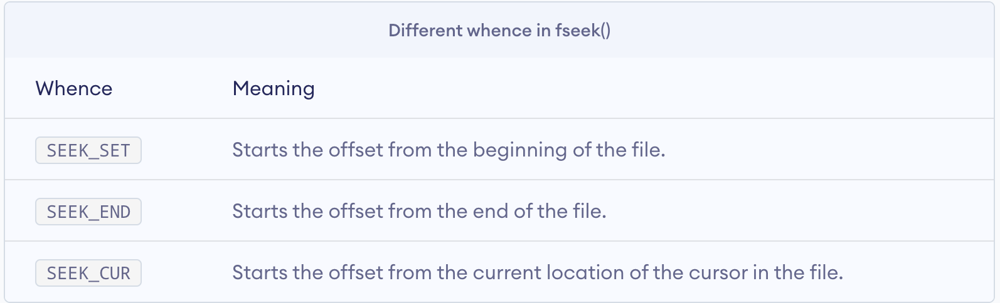 Different whence in fseek()
Whence Meaning
SEEK_SET Starts the offset from the beginning of the file.
SEEK_END Starts the offset from the end of the file.
SEEK_CUR Starts the offset from the current location of the cursor in the file.